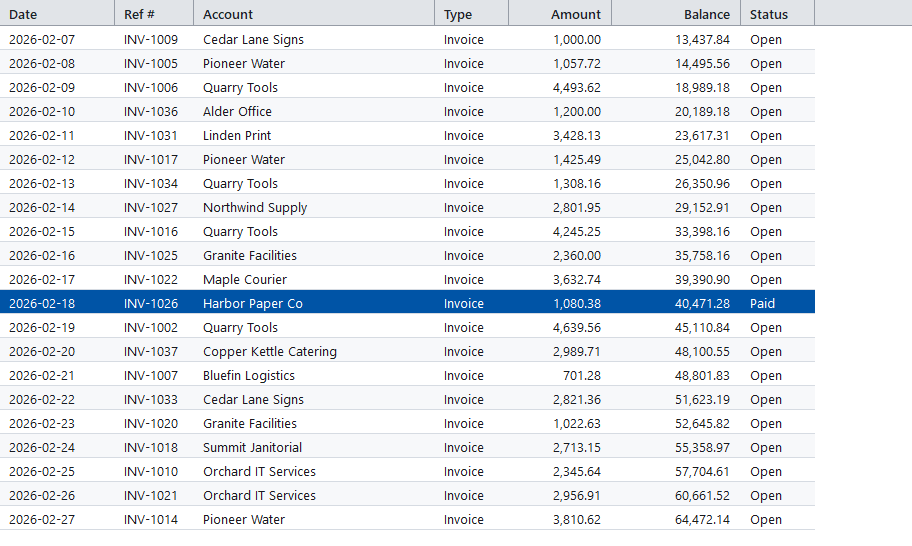 Date Ref # Account Type Amount Balance Status
2026-02-07 INV-1009 Cedar Lane Signs Invoice 1,000.00 13,437.84 Open
2026-02-08 INV-1005 Pioneer Water Invoice 1,057.72 14,495.56 Open
2026-02-09 INV-1006 Quarry Tools Invoice 4,493.62 18,989.18 Open
2026-02-10 INV-1036 Alder Office Invoice 1,200.00 20,189.18 Open
2026-02-11 INV-1031 Linden Print Invoice 3,428.13 23,617.31 Open
2026-02-12 INV-1017 Pioneer Water Invoice 1,425.49 25,042.80 Open
2026-02-13 INV-1034 Quarry Tools Invoice 1,308.16 26,350.96 Open
2026-02-14 INV-1027 Northwind Supply Invoice 2,801.95 29,152.91 Open
2026-02-15 INV-1016 Quarry Tools Invoice 4,245.25 33,398.16 Open
2026-02-16 INV-1025 Granite Facilities Invoice 2,360.00 35,758.16 Open
2026-02-17 INV-1022 Maple Courier Invoice 3,632.74 39,390.90 Open
2026-02-18 INV-1026 Harbor Paper Co Invoice 1,080.38 40,471.28 Paid
2026-02-19 INV-1002 Quarry Tools Invoice 4,639.56 45,110.84 Open
2026-02-20 INV-1037 Copper Kettle Catering Invoice 2,989.71 48,100.55 Open
2026-02-21 INV-1007 Bluefin Logistics Invoice 701.28 48,801.83 Open
2026-02-22 INV-1033 Cedar Lane Signs Invoice 2,821.36 51,623.19 Open
2026-02-23 INV-1020 Granite Facilities Invoice 1,022.63 52,645.82 Open
2026-02-24 INV-1018 Summit Janitorial Invoice 2,713.15 55,358.97 Open
2026-02-25 INV-1010 Orchard IT Services Invoice 2,345.64 57,704.61 Open
2026-02-26 INV-1021 Orchard IT Services Invoice 2,956.91 60,661.52 Open
2026-02-27 INV-1014 Pioneer Water Invoice 3,810.62 64,472.14 Open